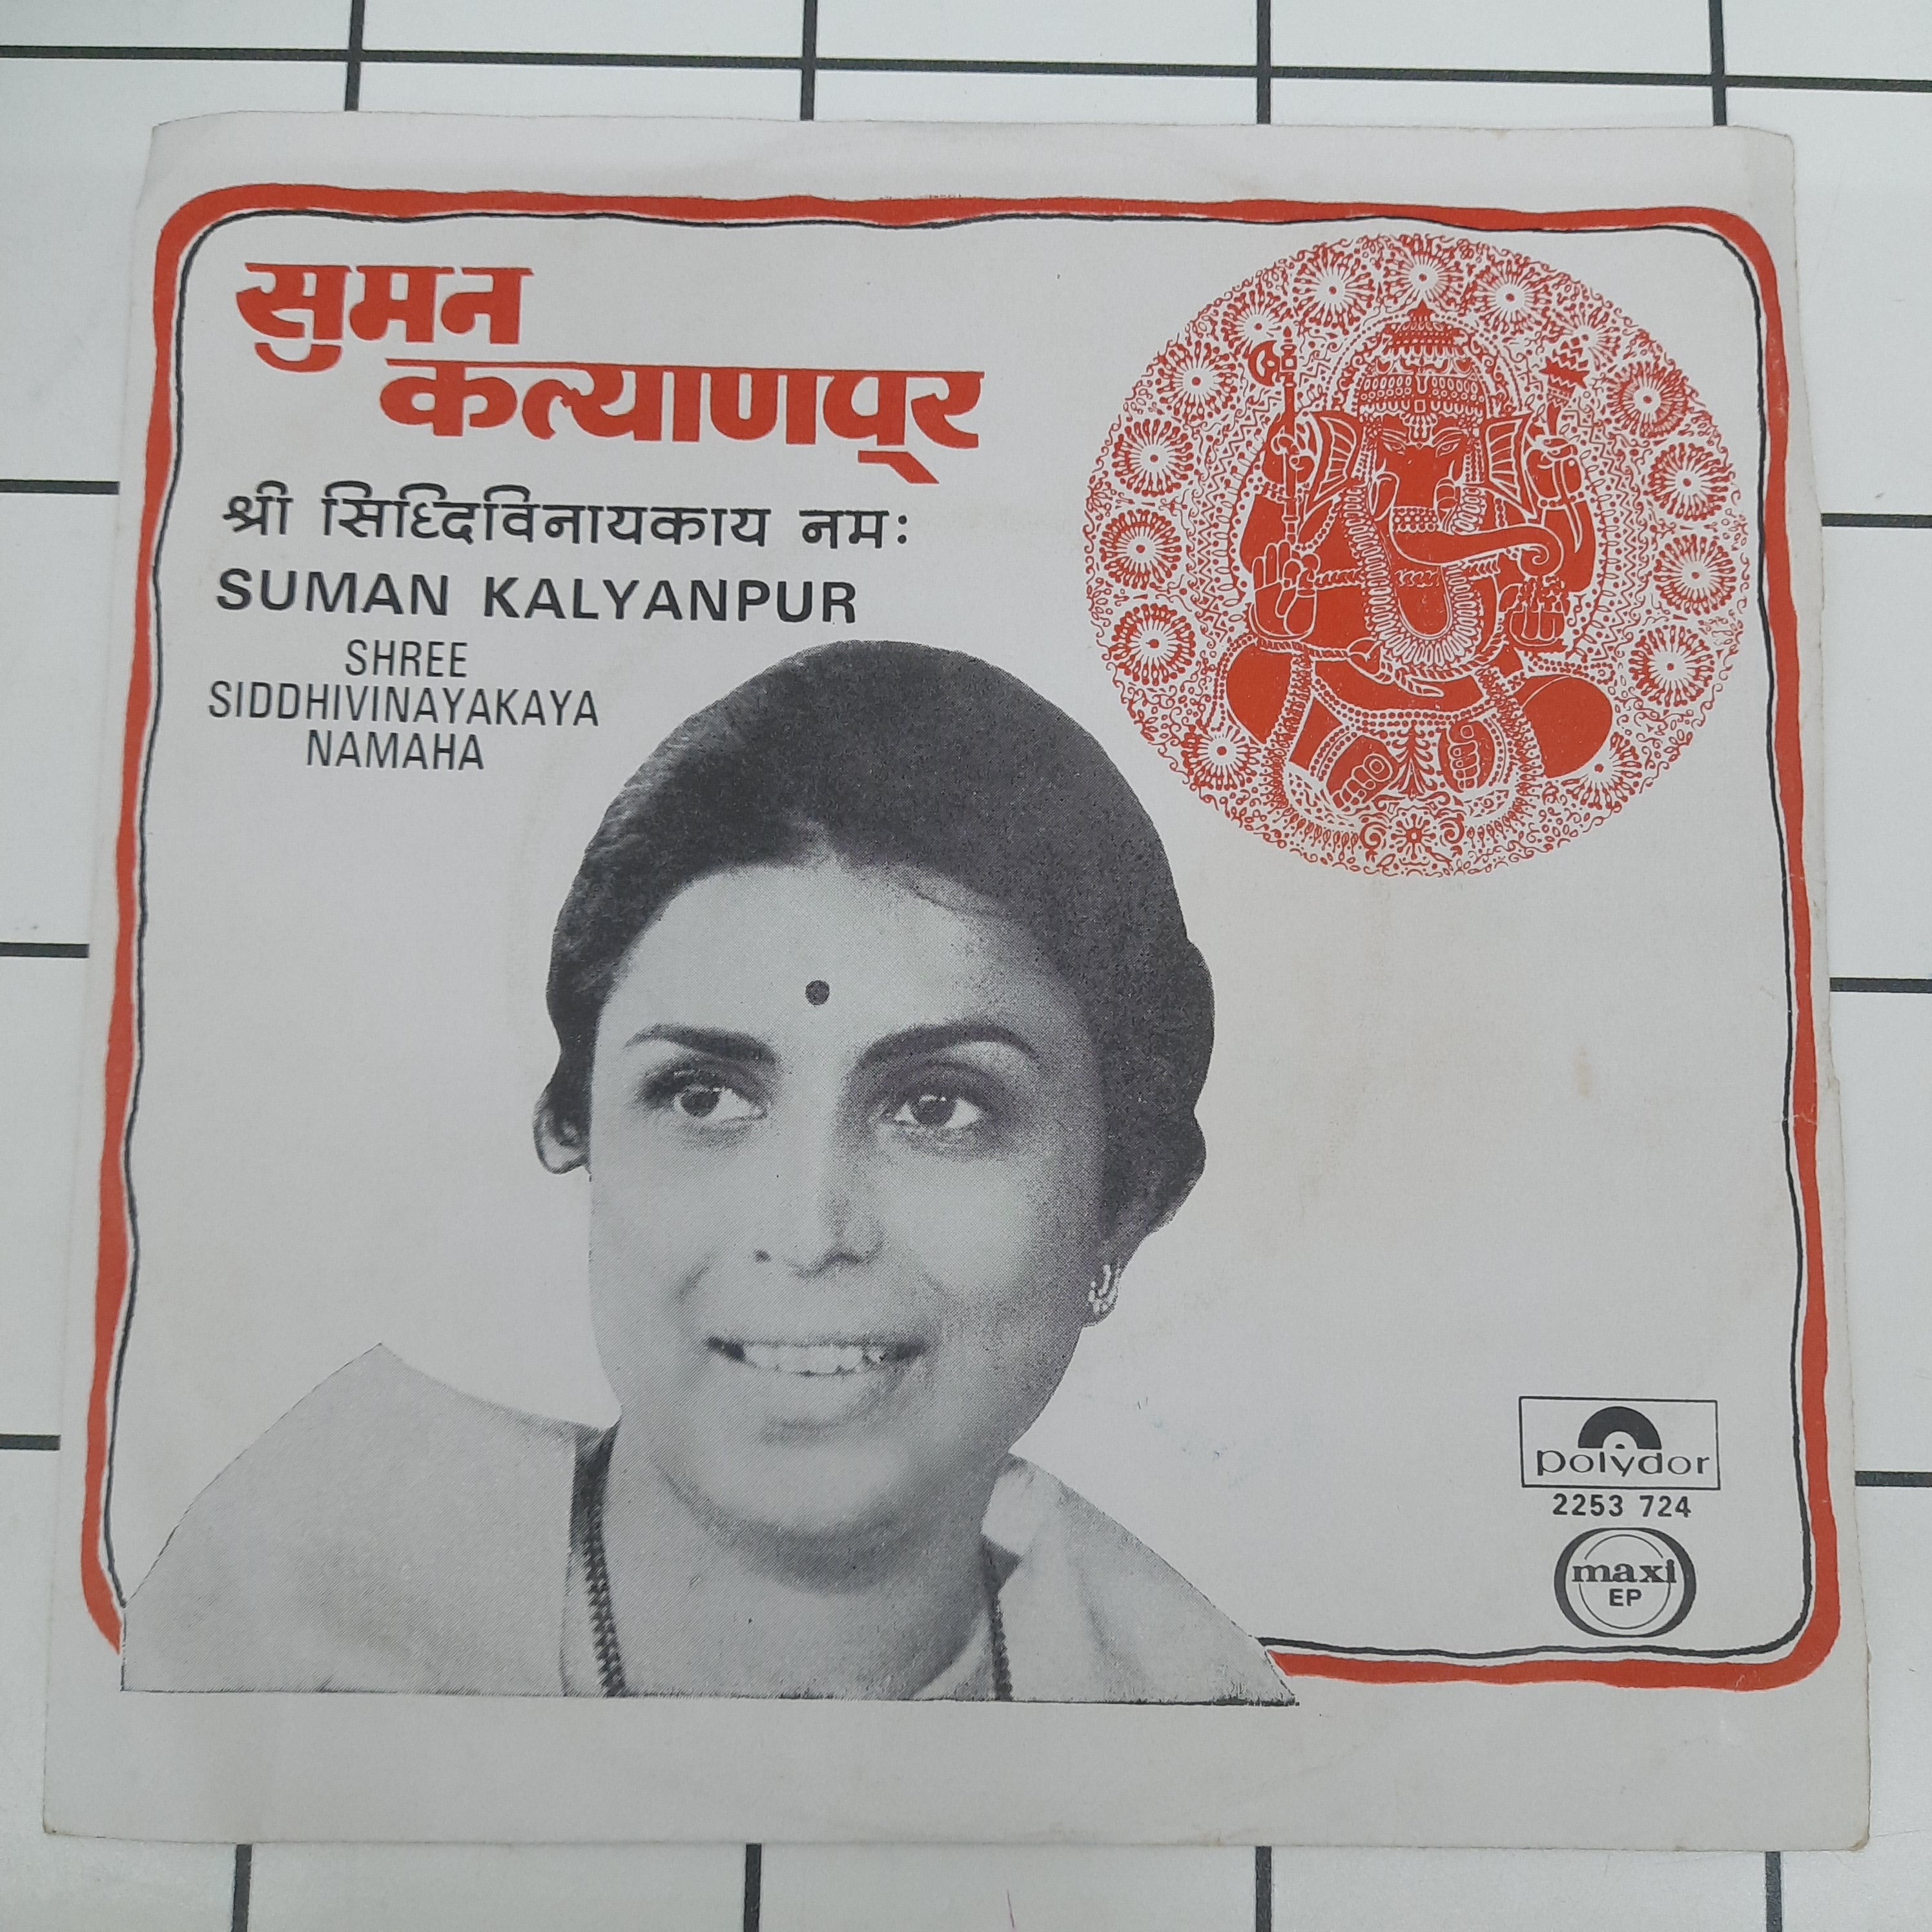 सुमन
कल्याणपूर
श्री सिध्दिविनायकाय नमः
SUMAN KALYANPUR
SHREE
SIDDHIVINAYAKAYA
NAMAHA
polydor
2253 724
maxi
EP